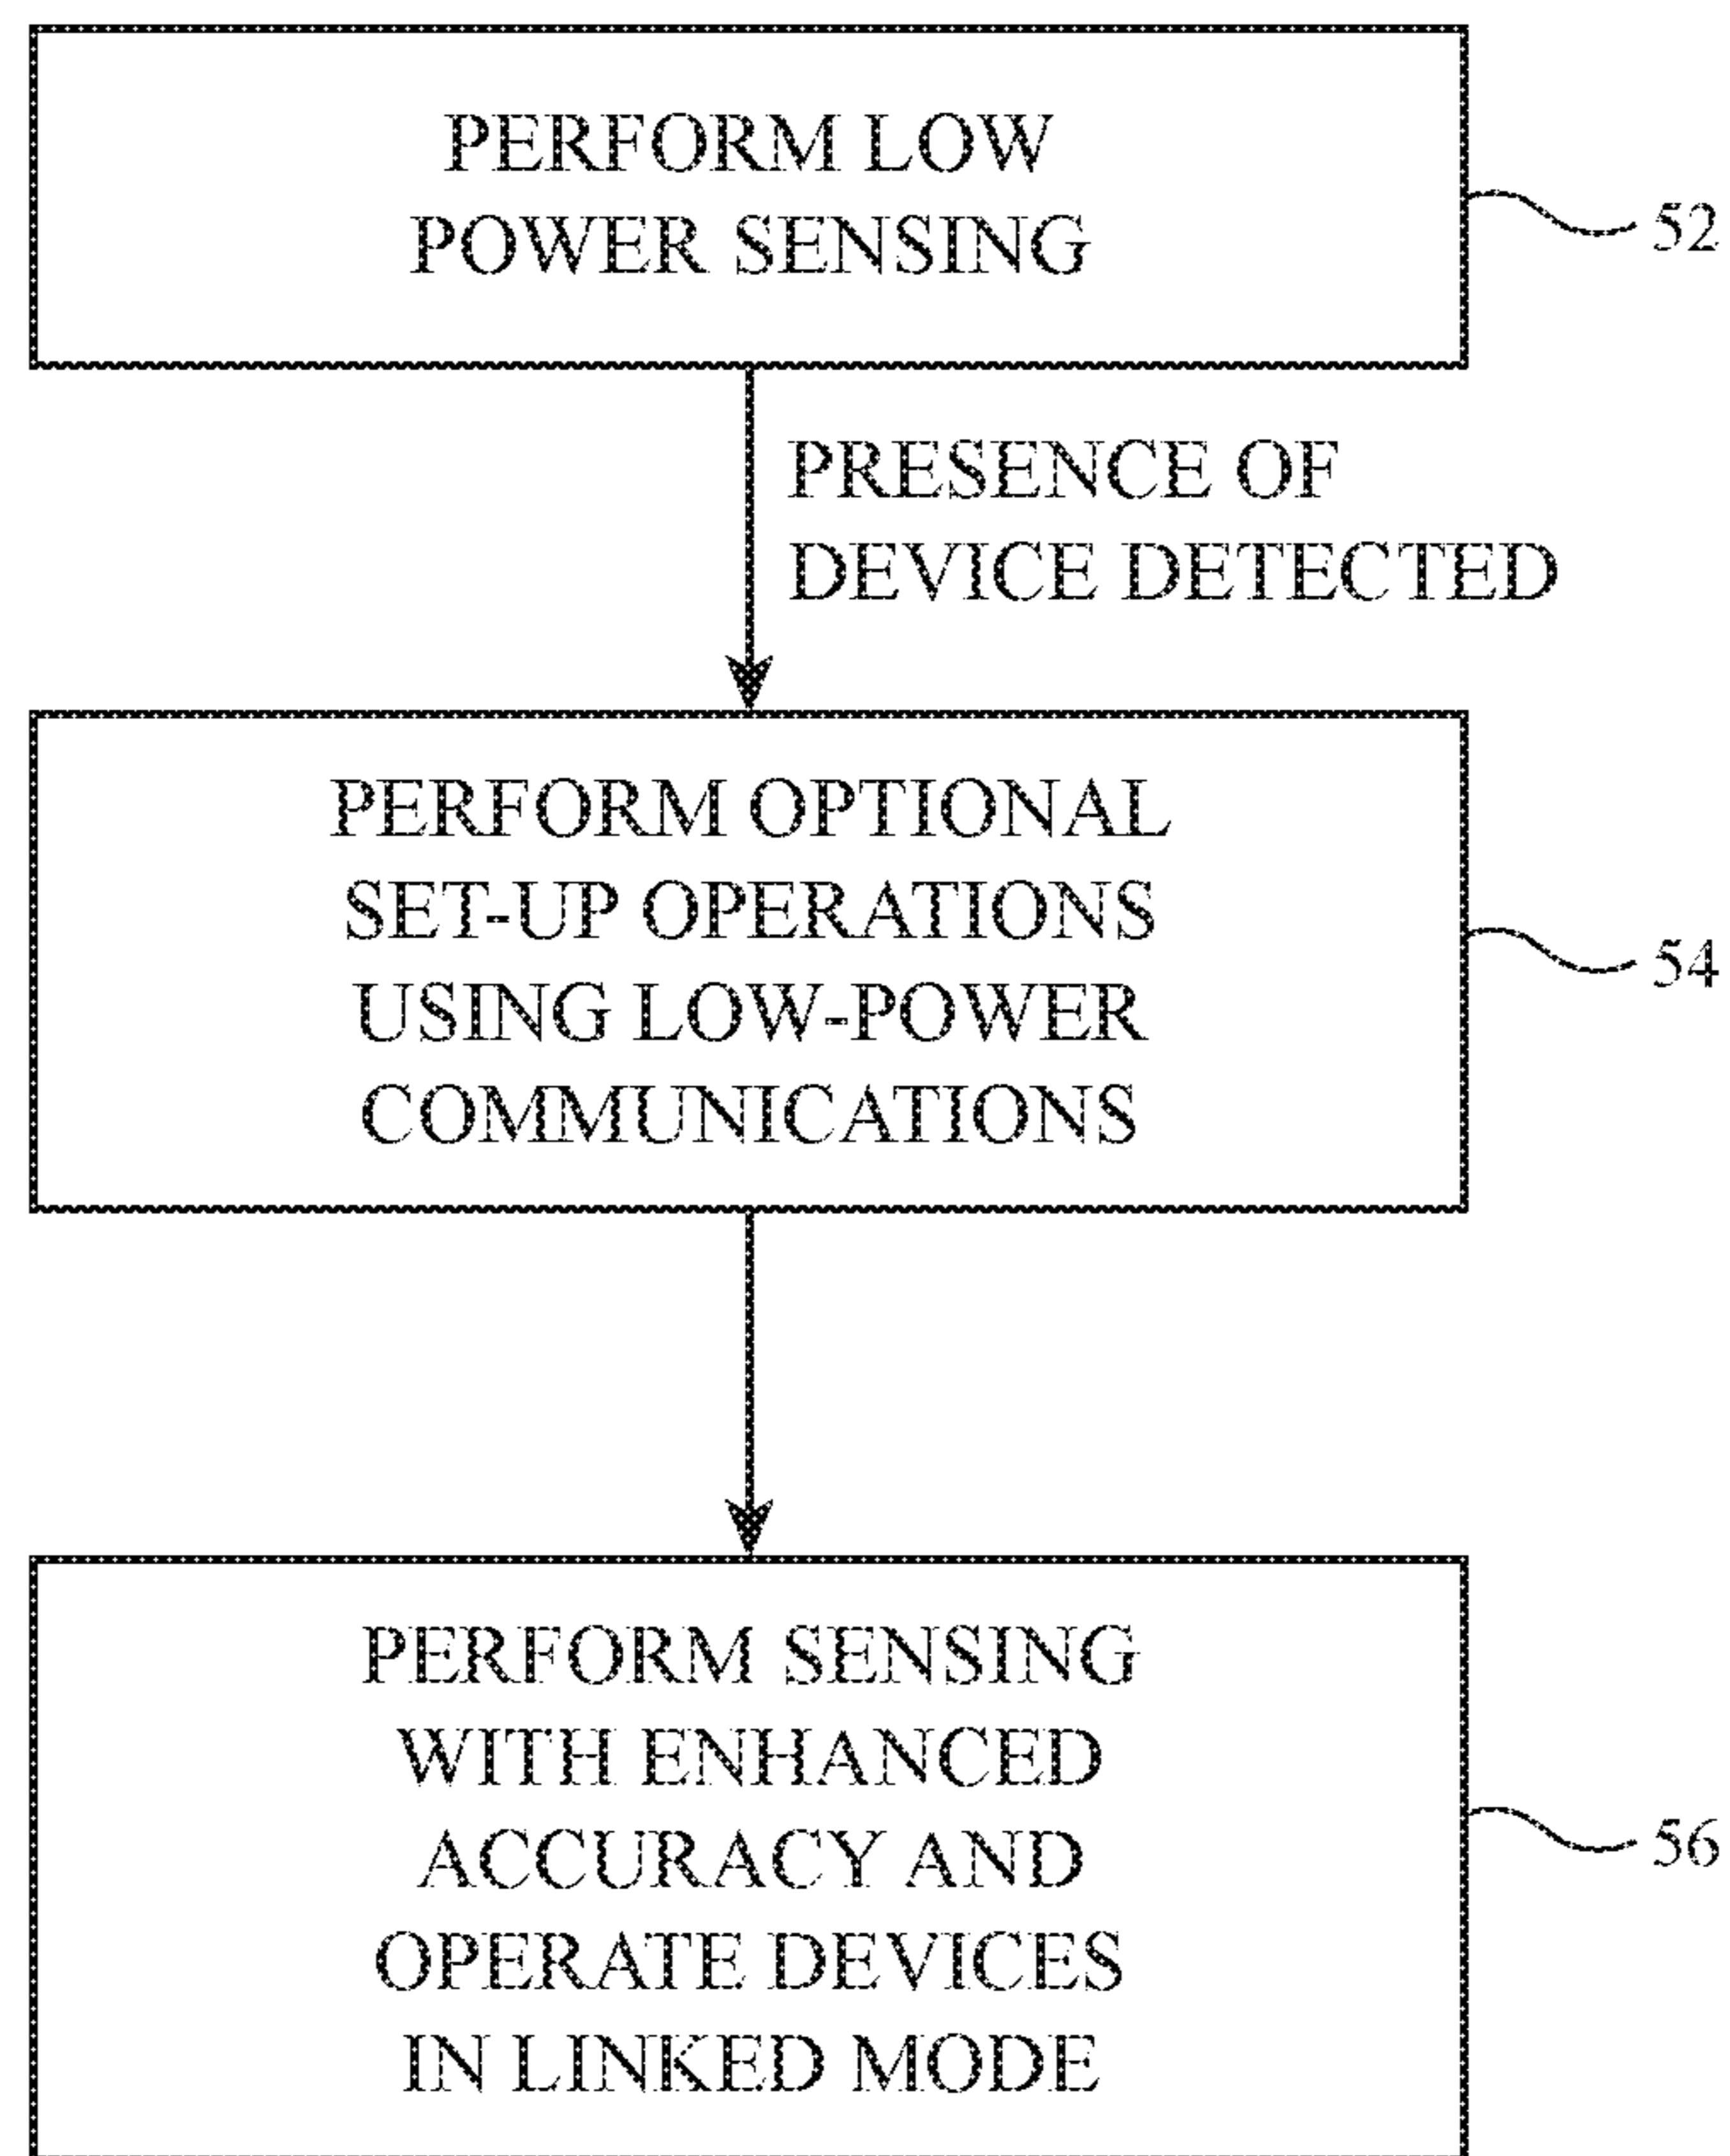 PERFORM LOW
POWER SENSING
52
PRESENCE OF
DEVICE DETECTED
PERFORM OPTIONAL
SET-UP OPERATIONS
USING LOW-POWER
COMMUNICATIONS
54
PERFORM SENSING
WITH ENHANCED
ACCURACY AND
OPERATE DEVICES
IN LINKED MODE
56